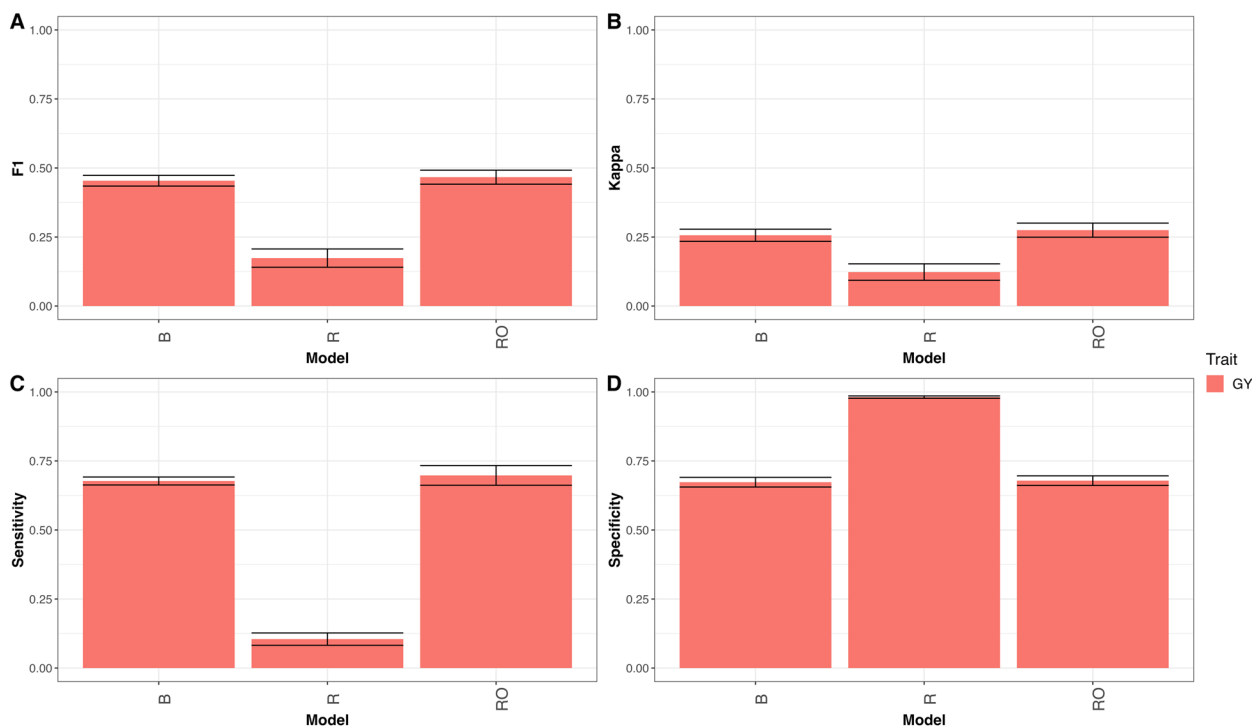 A
1.00
0.75
0.50
0.25
0.00
F1
B
R
RO
Model
B
1.00
0.75
0.50
0.25
0.00
Kappa
B
R
RO
Model
C
1.00
0.75
0.50
0.25
0.00
Sensitivity
B
R
RO
Model
D
1.00
0.75
0.50
0.25
0.00
Specificity
B
R
RO
Model
Trait
GY